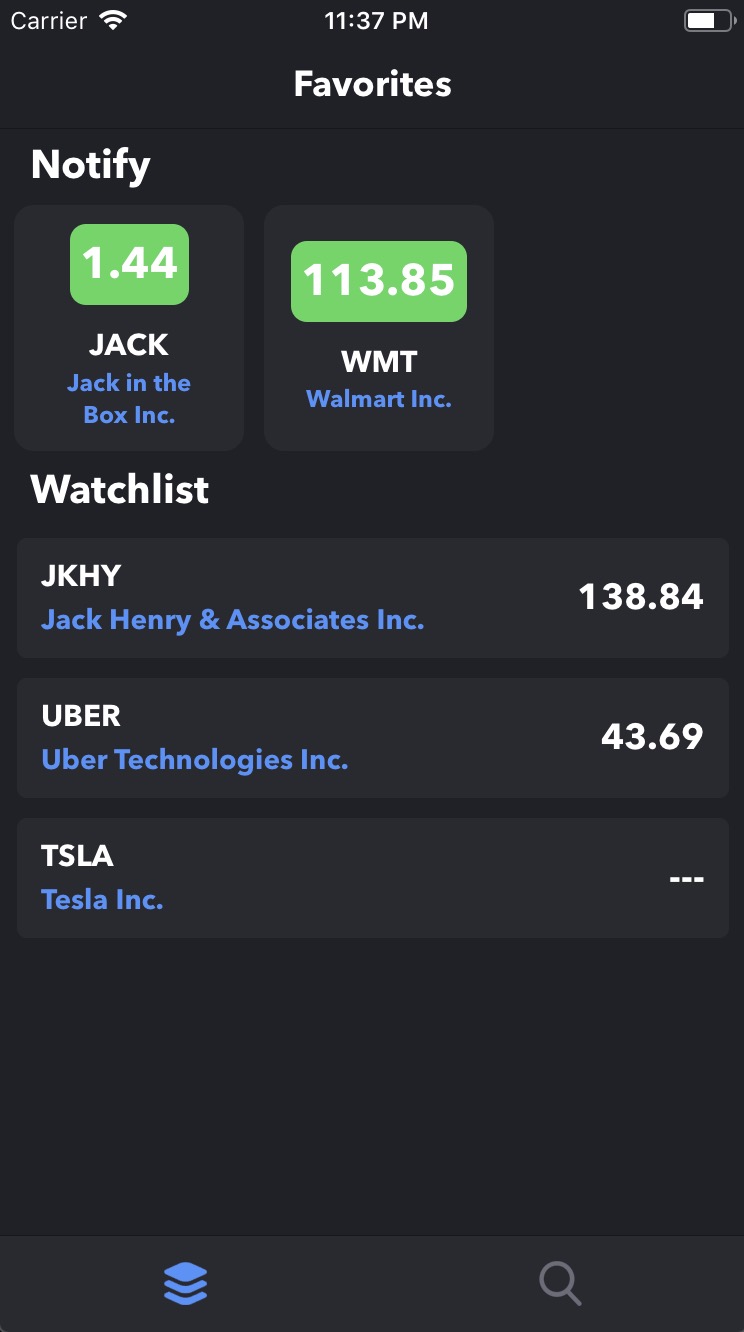 Carrier 11:37 PM
Favorites
Notify
1.44
JACK
Jack in the
Box Inc.
113.85
WMT
Walmart Inc.
Watchlist
JKHY
Jack Henry & Associates Inc.
138.84
UBER
Uber Technologies Inc.
43.69
TSLA
Tesla Inc.
---